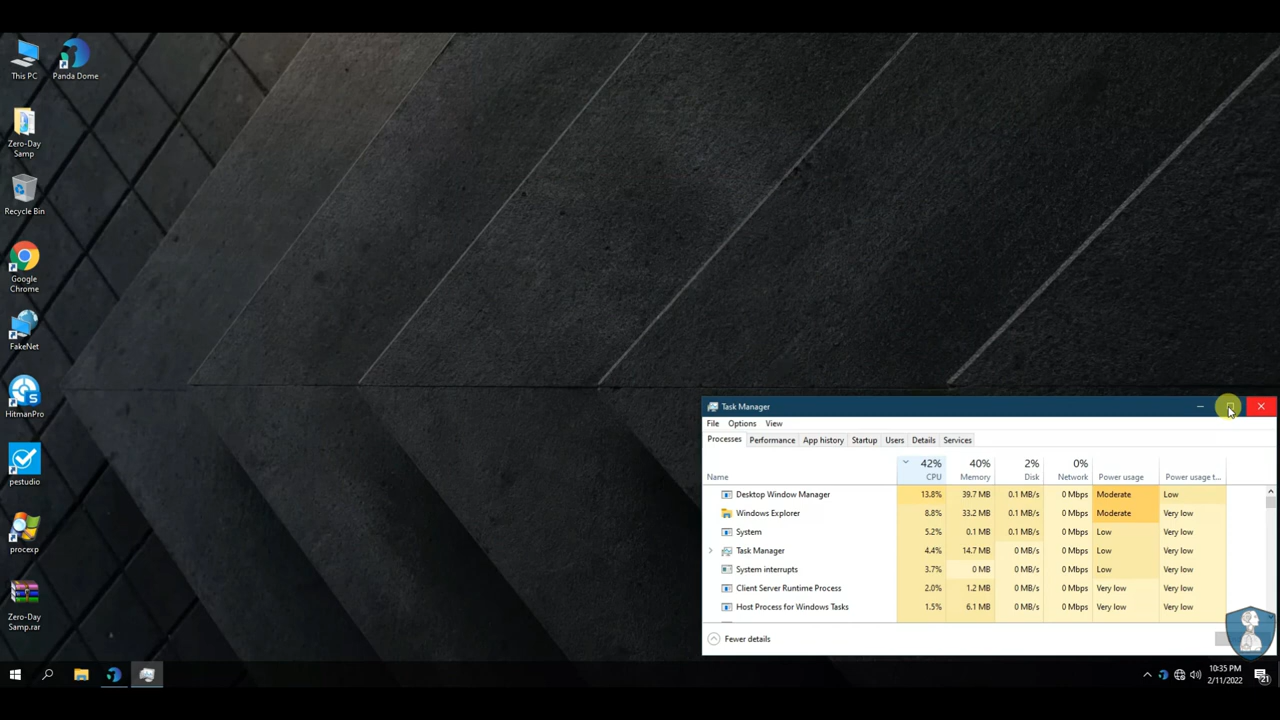 This PC
Panda Dome
Zero-Day
Samp
Recycle Bin
Google
Chrome
FakeNet
HitmanPro
pestudio
procexp
Zero-Day
Samp.rar
Task Manager
File Options View
Processes Performance App history Startup Users Details Services
42% 40% 2% 0%
Name CPU Memory Disk Network Power usage Power usage t...
Desktop Window Manager 13.8% 39.7 MB 0.1 MB/s 0 Mbps Moderate Low
Windows Explorer 8.8% 33.2 MB 0.1 MB/s 0 Mbps Moderate Very low
System 5.2% 0.1 MB 0.1 MB/s 0 Mbps Low Very low
Task Manager 4.4% 14.7 MB 0 MB/s 0 Mbps Low Very low
System interrupts 3.7% 0 MB 0 MB/s 0 Mbps Low Very low
Client Server Runtime Process 2.0% 1.2 MB 0 MB/s 0 Mbps Very low Very low
Host Process for Windows Tasks 1.5% 6.1 MB 0 MB/s 0 Mbps Very low Very low
Fewer details
10:35 PM
2/11/2022
21